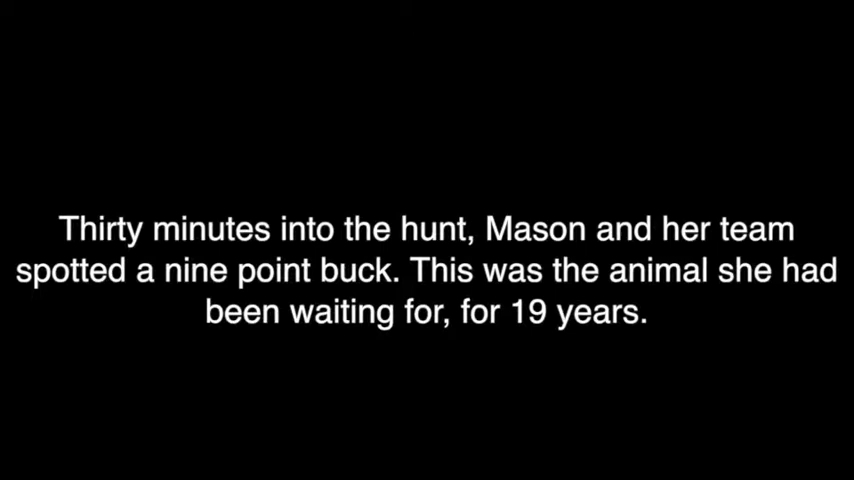 Thirty minutes into the hunt, Mason and her team
spotted a nine point buck. This was the animal she had
been waiting for, for 19 years.